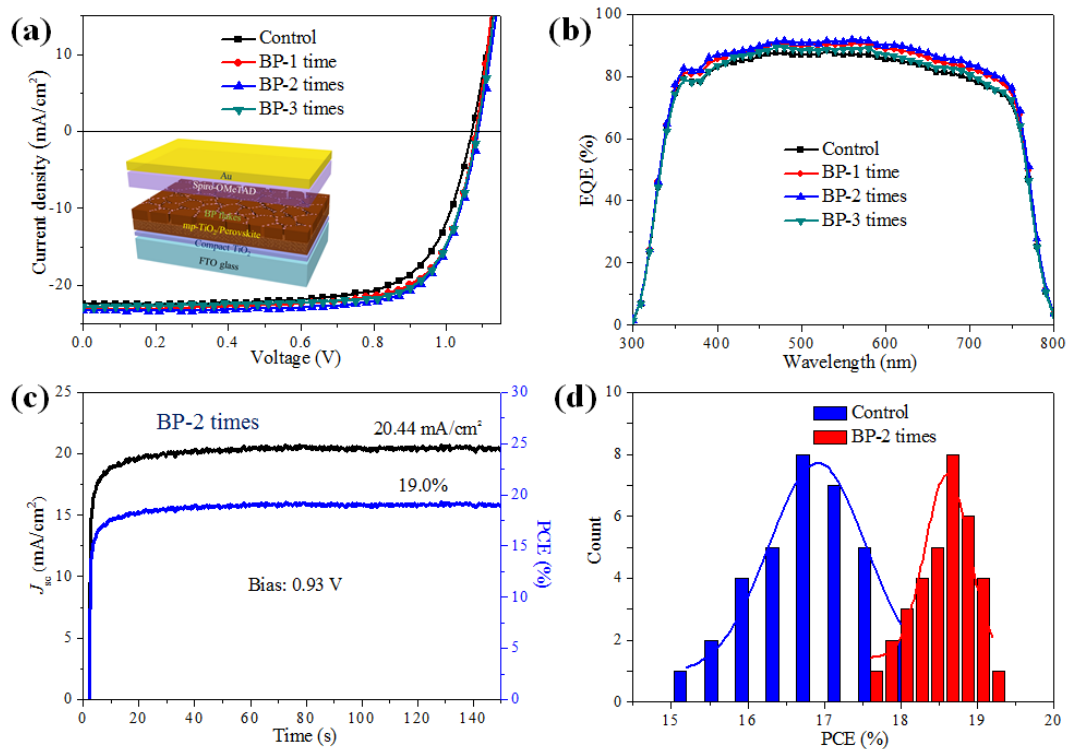 (a)
Control
BP-1 time
BP-2 times
BP-3 times
Au
Spiro-OMeTAD
BP flakes
mp-TiO₂/Perovskite
Compact TiO₂
FTO glass
10
0
-10
-20
Current density (mA/cm²)
0.0 0.2 0.4 0.6 0.8 1.0
Voltage (V)
(b)
100
80
60
40
20
0
EQE (%)
Control
BP-1 time
BP-2 times
BP-3 times
300 400 500 600 700 800
Wavelength (nm)
(c)
BP-2 times
20.44 mA/cm²
19.0%
Bias: 0.93 V
25
20
15
10
5
0
Jsc (mA/cm²)
30
25
20
15
10
5
0
PCE (%)
0 20 40 60 80 100 120 140
Time (s)
(d)
Control
BP-2 times
10
8
6
4
2
0
Count
15 16 17 18 19 20
PCE (%)